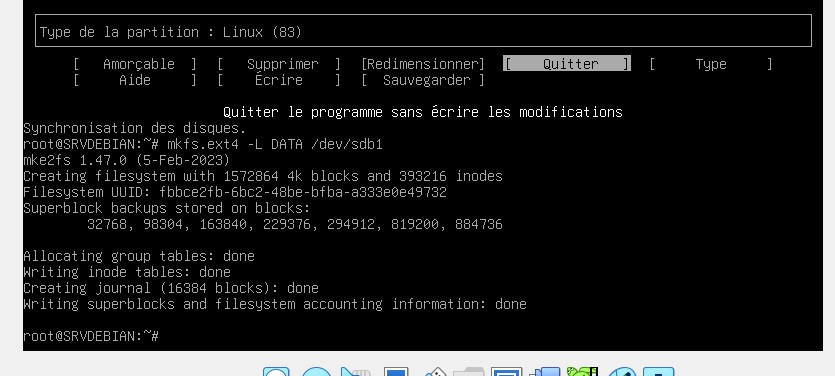 Type de la partition : Linux (83)
[   Amorçable  ]  [   Supprimer  ]  [Redimensionner]  [    Quitter   ]  [     Type     ]
[     Aide     ]  [    Écrire    ]  [  Sauvegarder ]
Quitter le programme sans écrire les modifications
Synchronisation des disques.
root@SRVDEBIAN:~# mkfs.ext4 -L DATA /dev/sdb1
mke2fs 1.47.0 (5-Feb-2023)
Creating filesystem with 1572864 4k blocks and 393216 inodes
Filesystem UUID: fbbce2fb-6bc2-48be-bfba-a333e0e49732
Superblock backups stored on blocks:
32768, 98304, 163840, 229376, 294912, 819200, 884736
Allocating group tables: done
Writing inode tables: done
Creating journal (16384 blocks): done
Writing superblocks and filesystem accounting information: done
root@SRVDEBIAN:~#